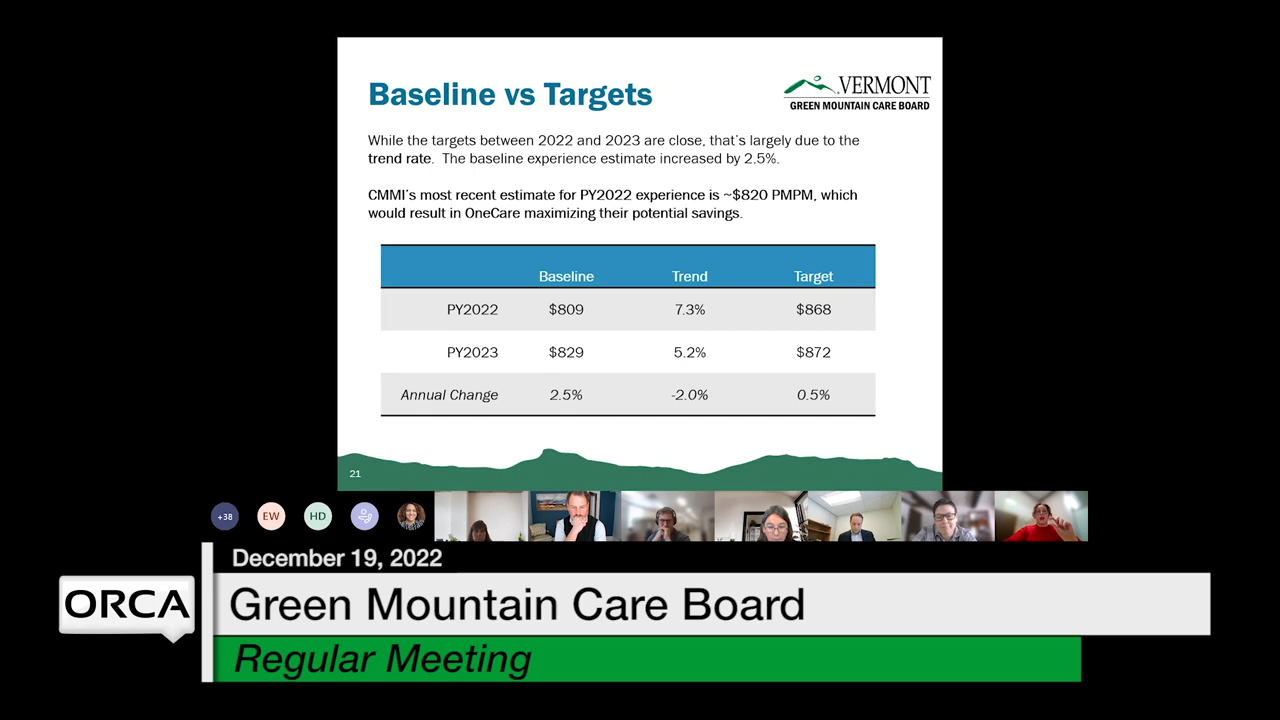 Baseline vs Targets
VERMONT
GREEN MOUNTAIN CARE BOARD
While the targets between 2022 and 2023 are close, that's largely due to the
trend rate. The baseline experience estimate increased by 2.5%.
CMMI's most recent estimate for PY2022 experience is ~$820 PMPM, which
would result in OneCare maximizing their potential savings.
Baseline Trend Target
PY2022 $809 7.3% $868
PY2023 $829 5.2% $872
Annual Change 2.5% -2.0% 0.5%
21
+38 EW HD
December 19, 2022
ORCA
Green Mountain Care Board
Regular Meeting